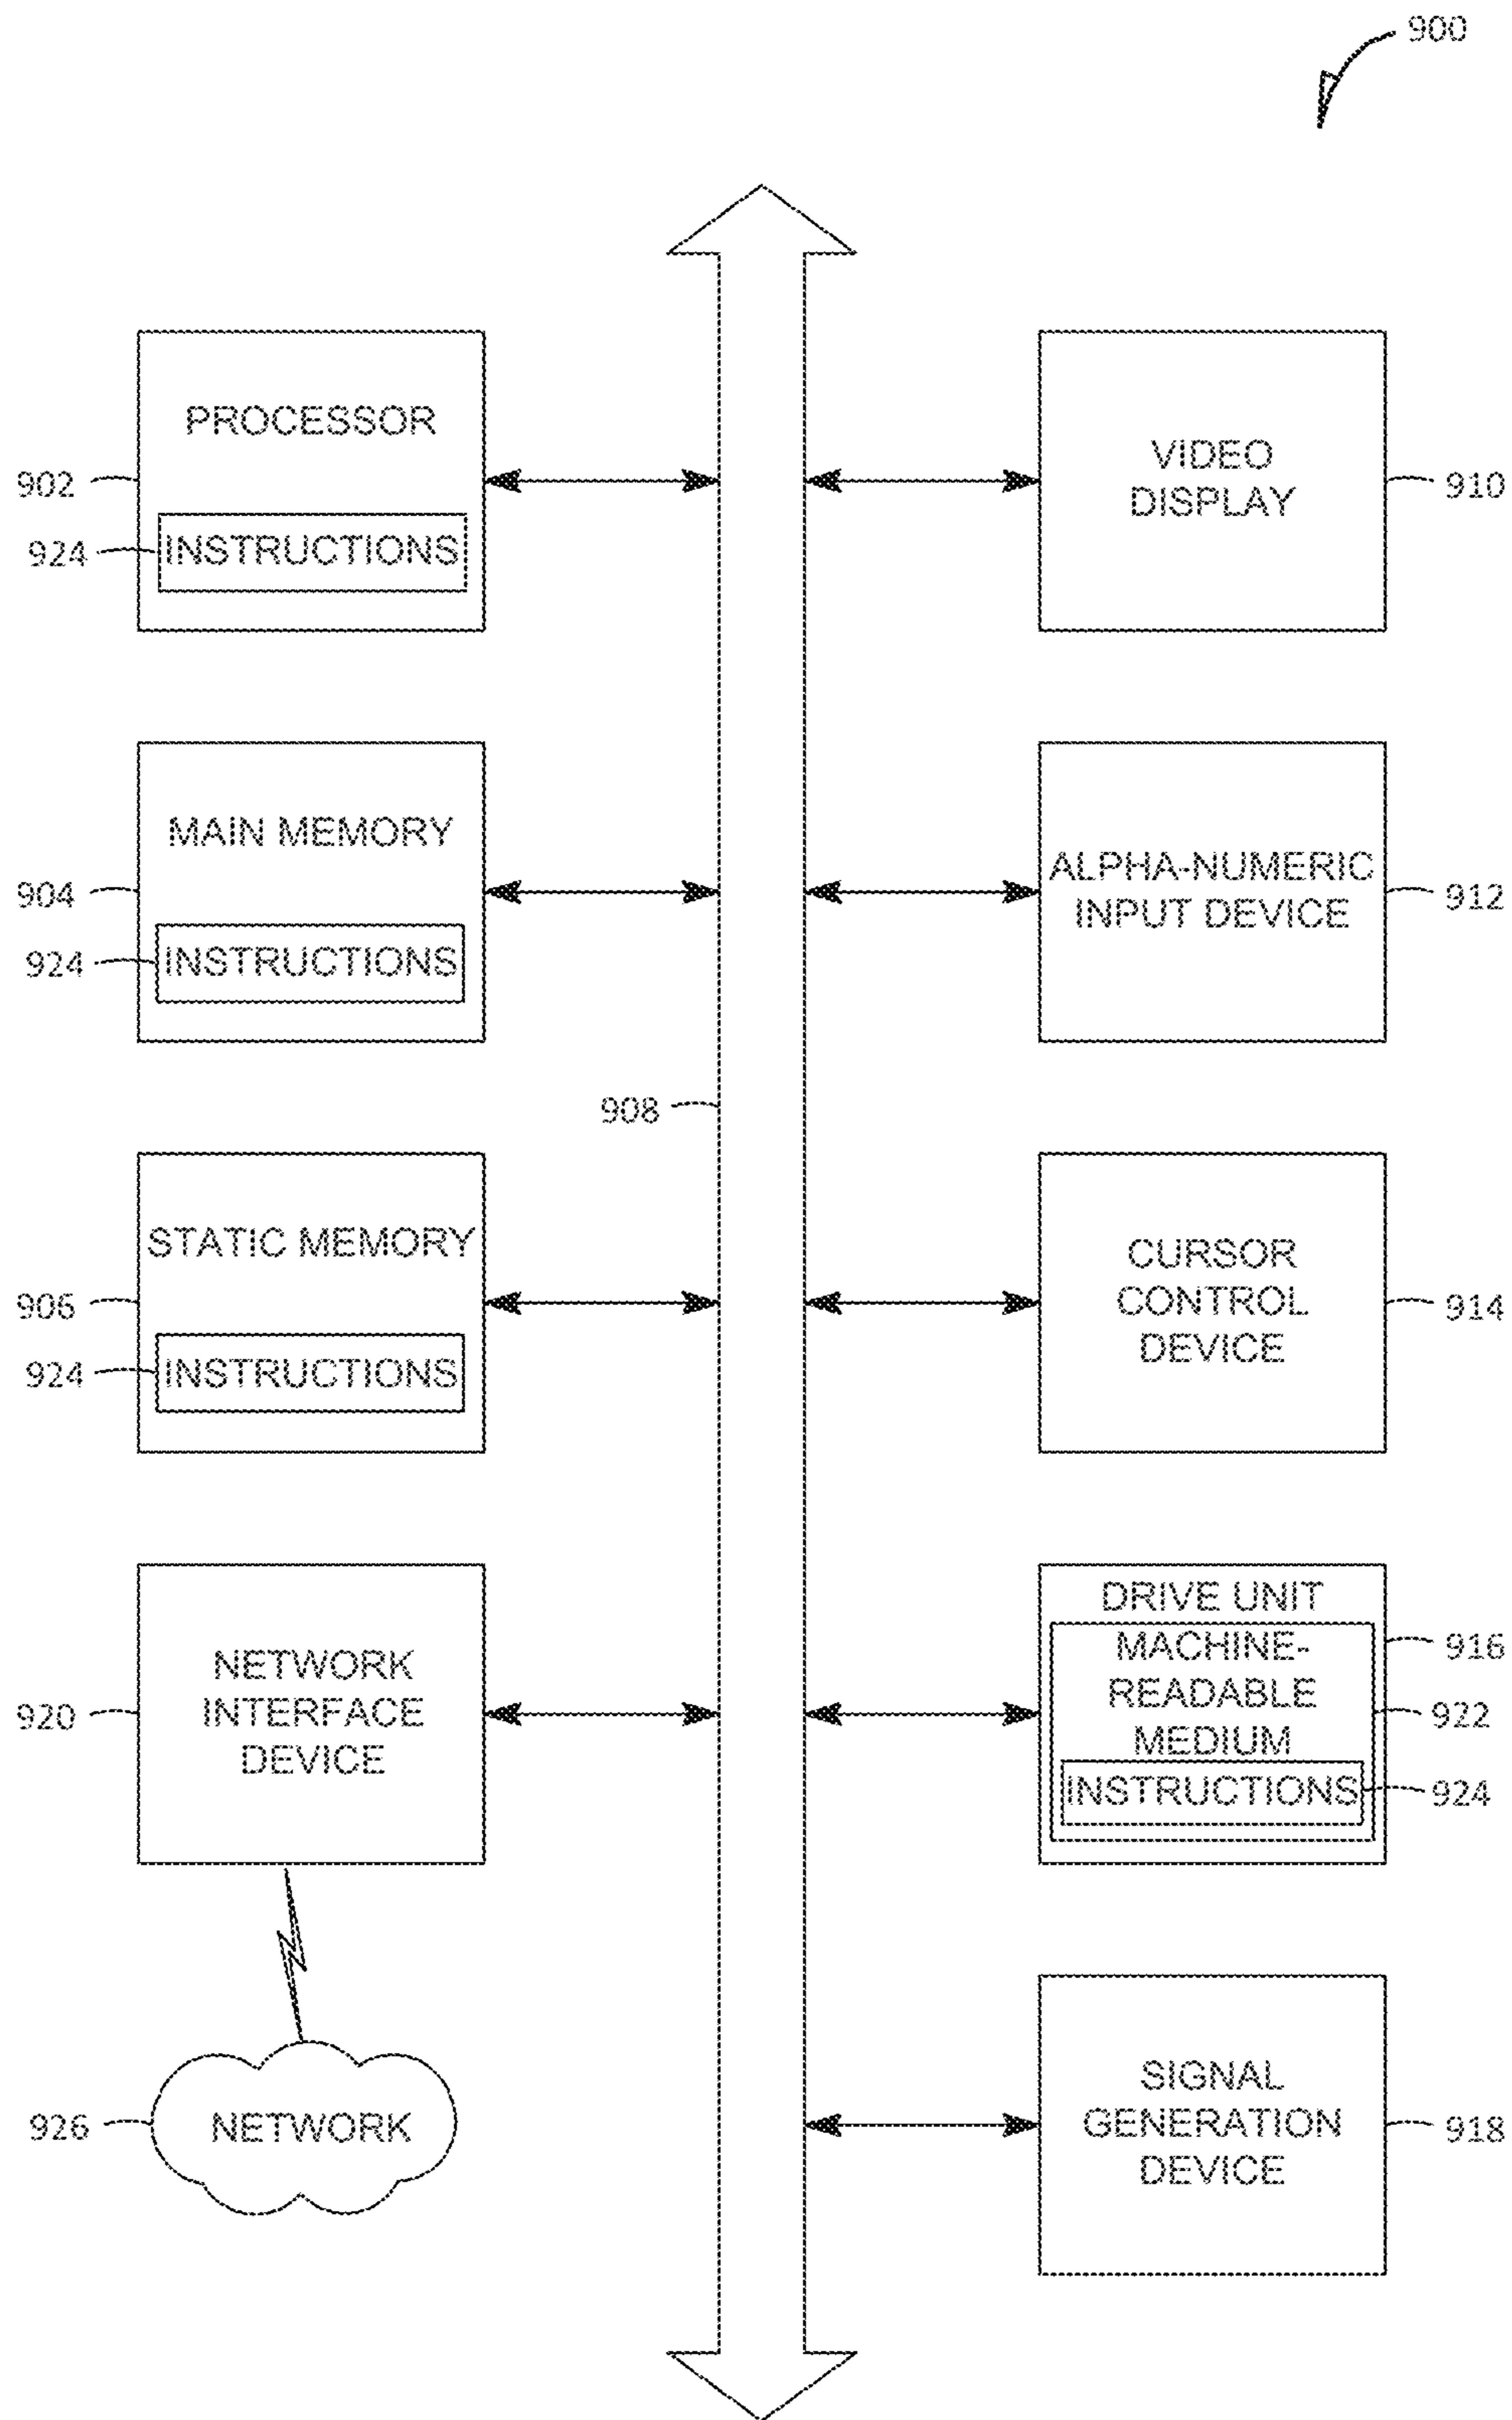 900
PROCESSOR
902
924
INSTRUCTIONS
VIDEO
DISPLAY
910
MAIN MEMORY
904
924
INSTRUCTIONS
ALPHA-NUMERIC
INPUT DEVICE
912
908
STATIC MEMORY
906
924
INSTRUCTIONS
CURSOR
CONTROL
DEVICE
914
NETWORK
INTERFACE
DEVICE
920
DRIVE UNIT
916
MACHINE-
READABLE
MEDIUM
922
INSTRUCTIONS
924
NETWORK
926
SIGNAL
GENERATION
DEVICE
918